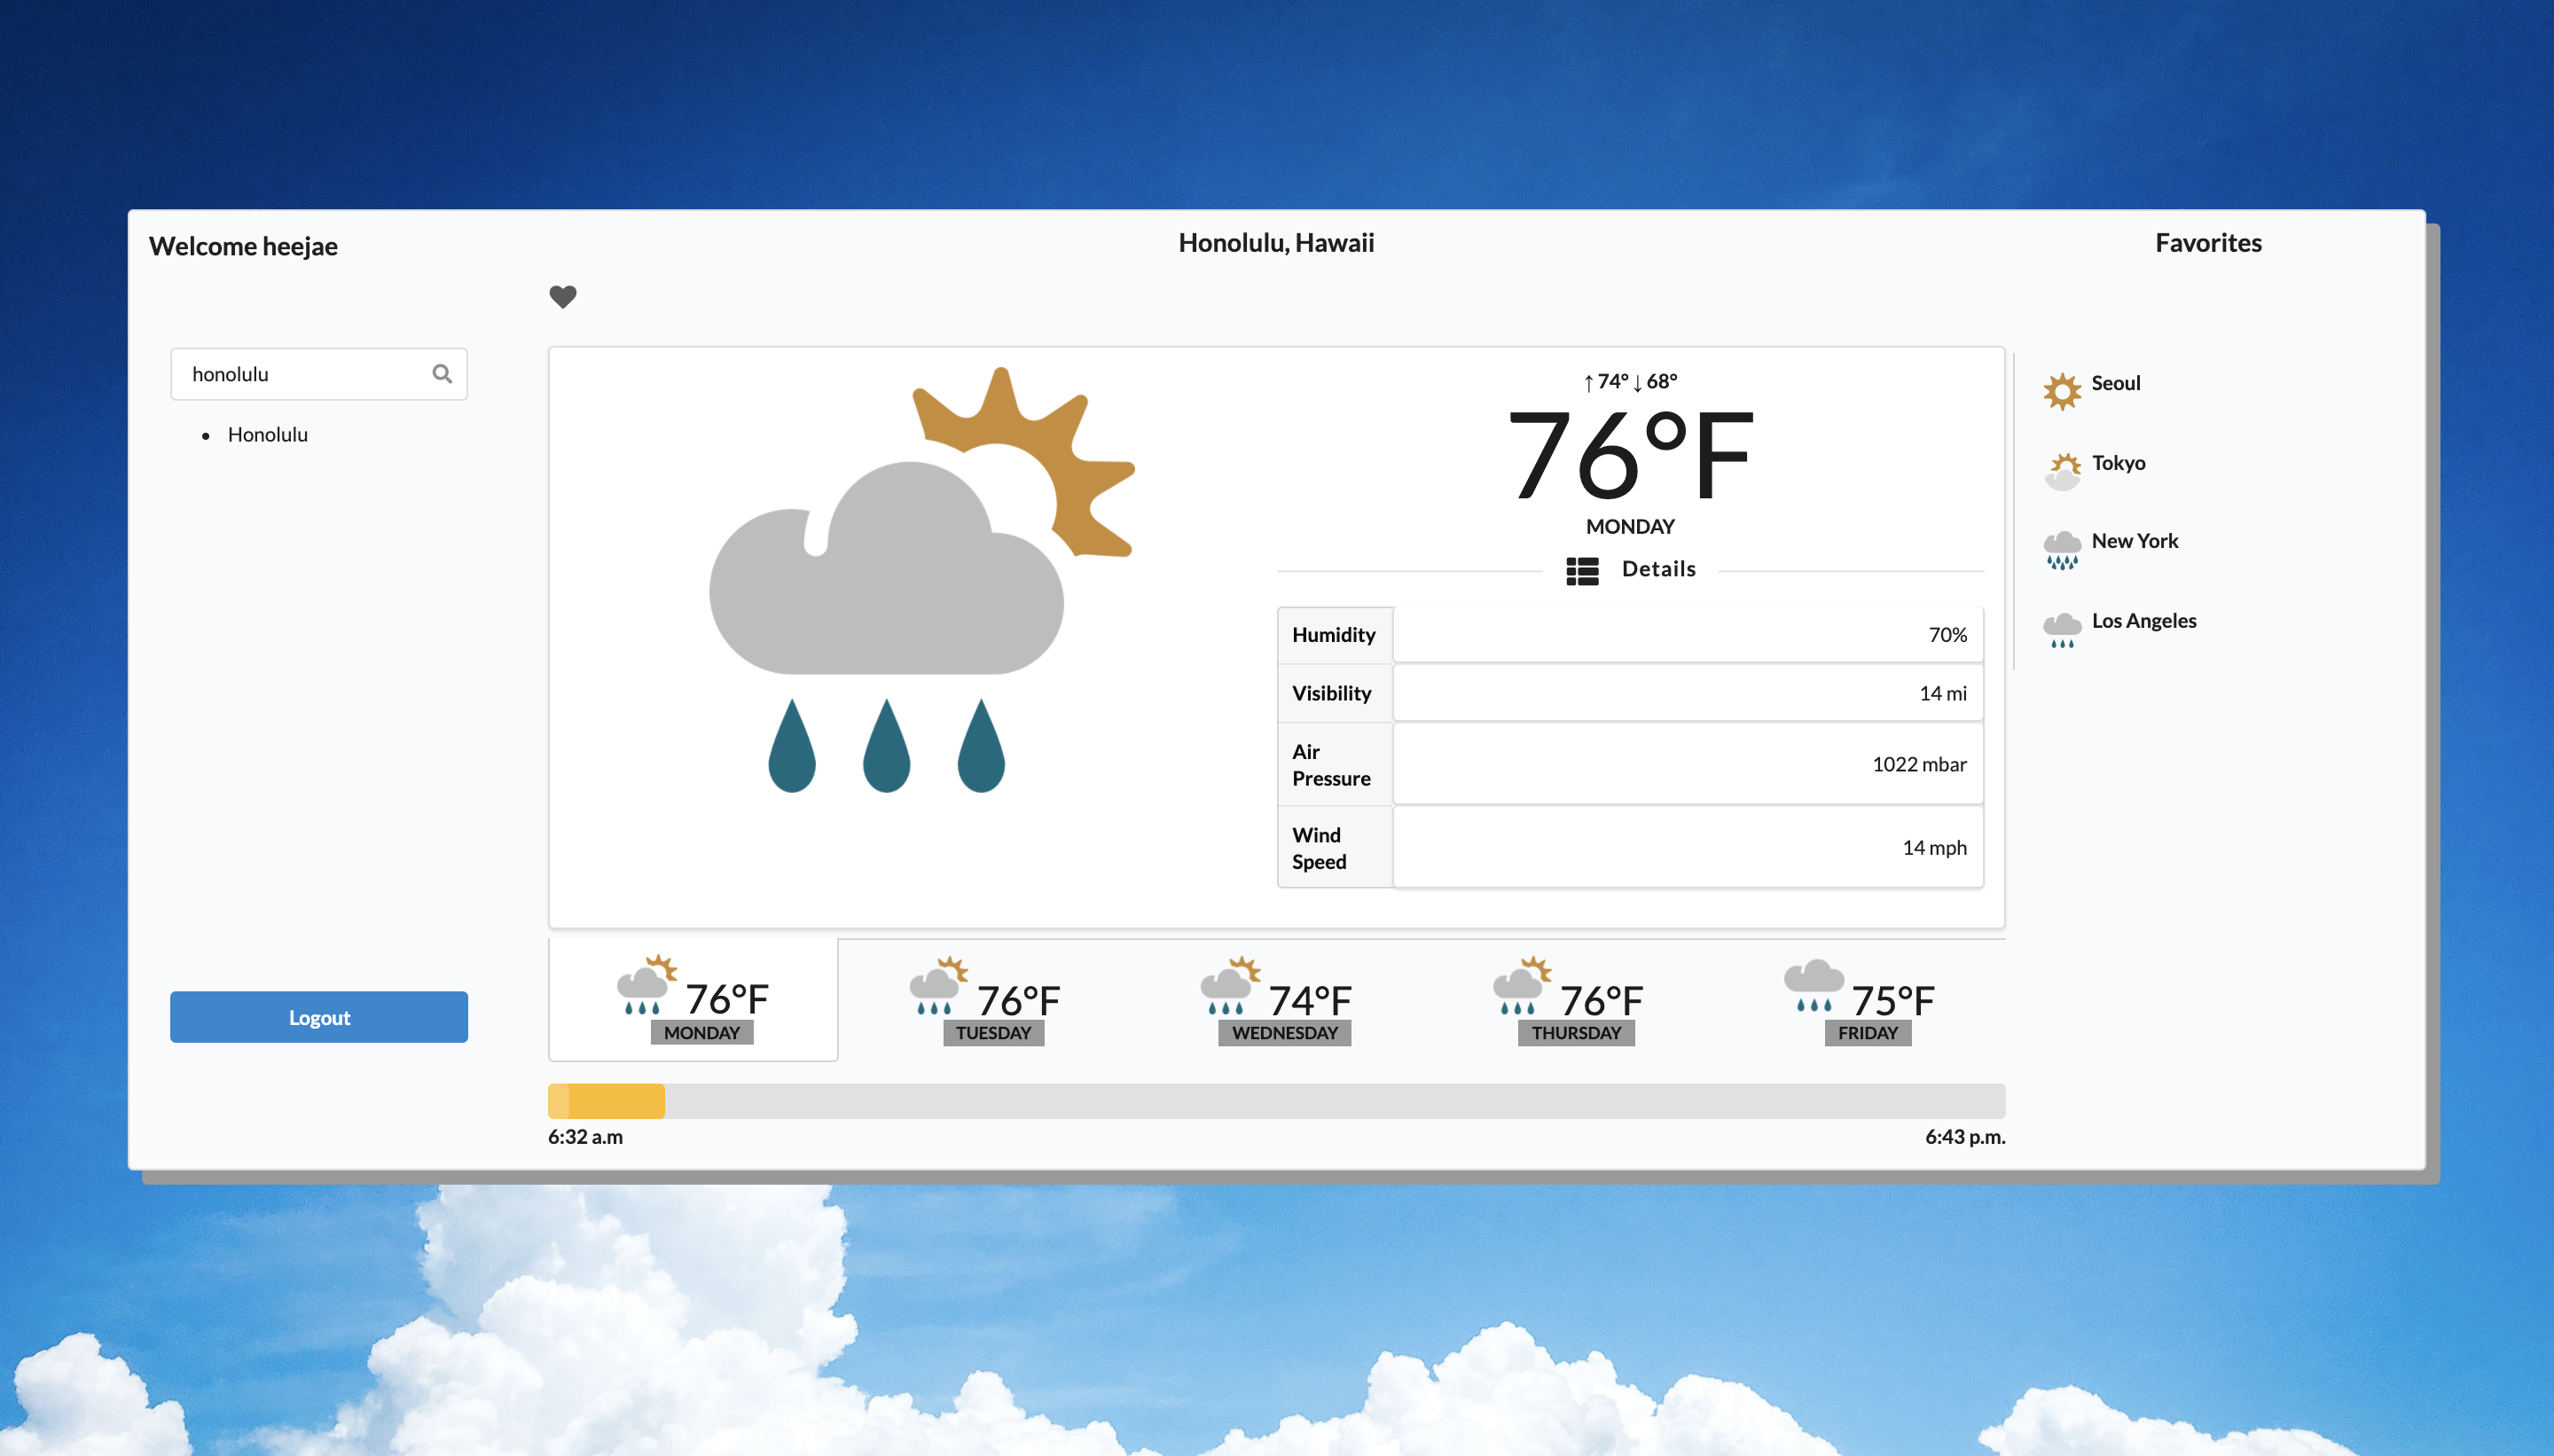 Welcome heejae
Honolulu, Hawaii
Favorites
honolulu
Honolulu
Logout
↑74°↓68°
76°F
MONDAY
Details
Humidity 70%
Visibility 14 mi
Air
Pressure
1022 mbar
Wind
Speed
14 mph
Seoul
Tokyo
New York
Los Angeles
76°F
MONDAY
76°F
TUESDAY
74°F
WEDNESDAY
76°F
THURSDAY
75°F
FRIDAY
6:32 a.m
6:43 p.m.